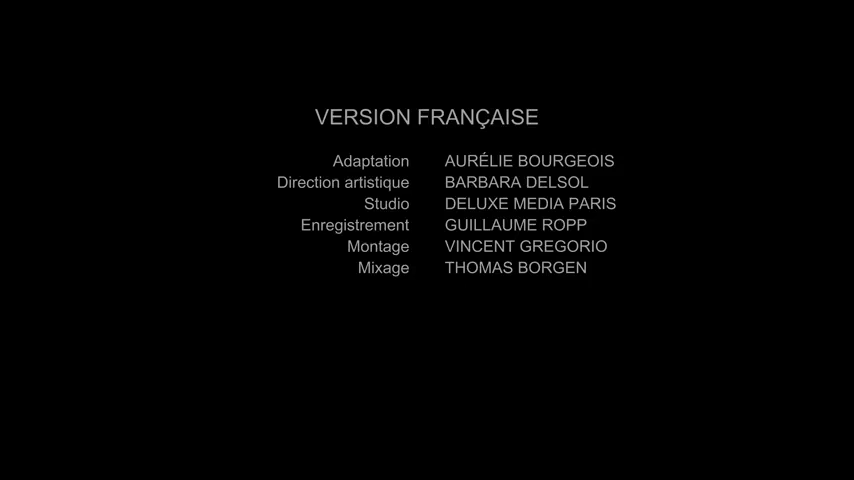 VERSION FRANÇAISE
Adaptation AURÉLIE BOURGEOIS
Direction artistique BARBARA DELSOL
Studio DELUXE MEDIA PARIS
Enregistrement GUILLAUME ROPP
Montage VINCENT GREGORIO
Mixage THOMAS BORGEN